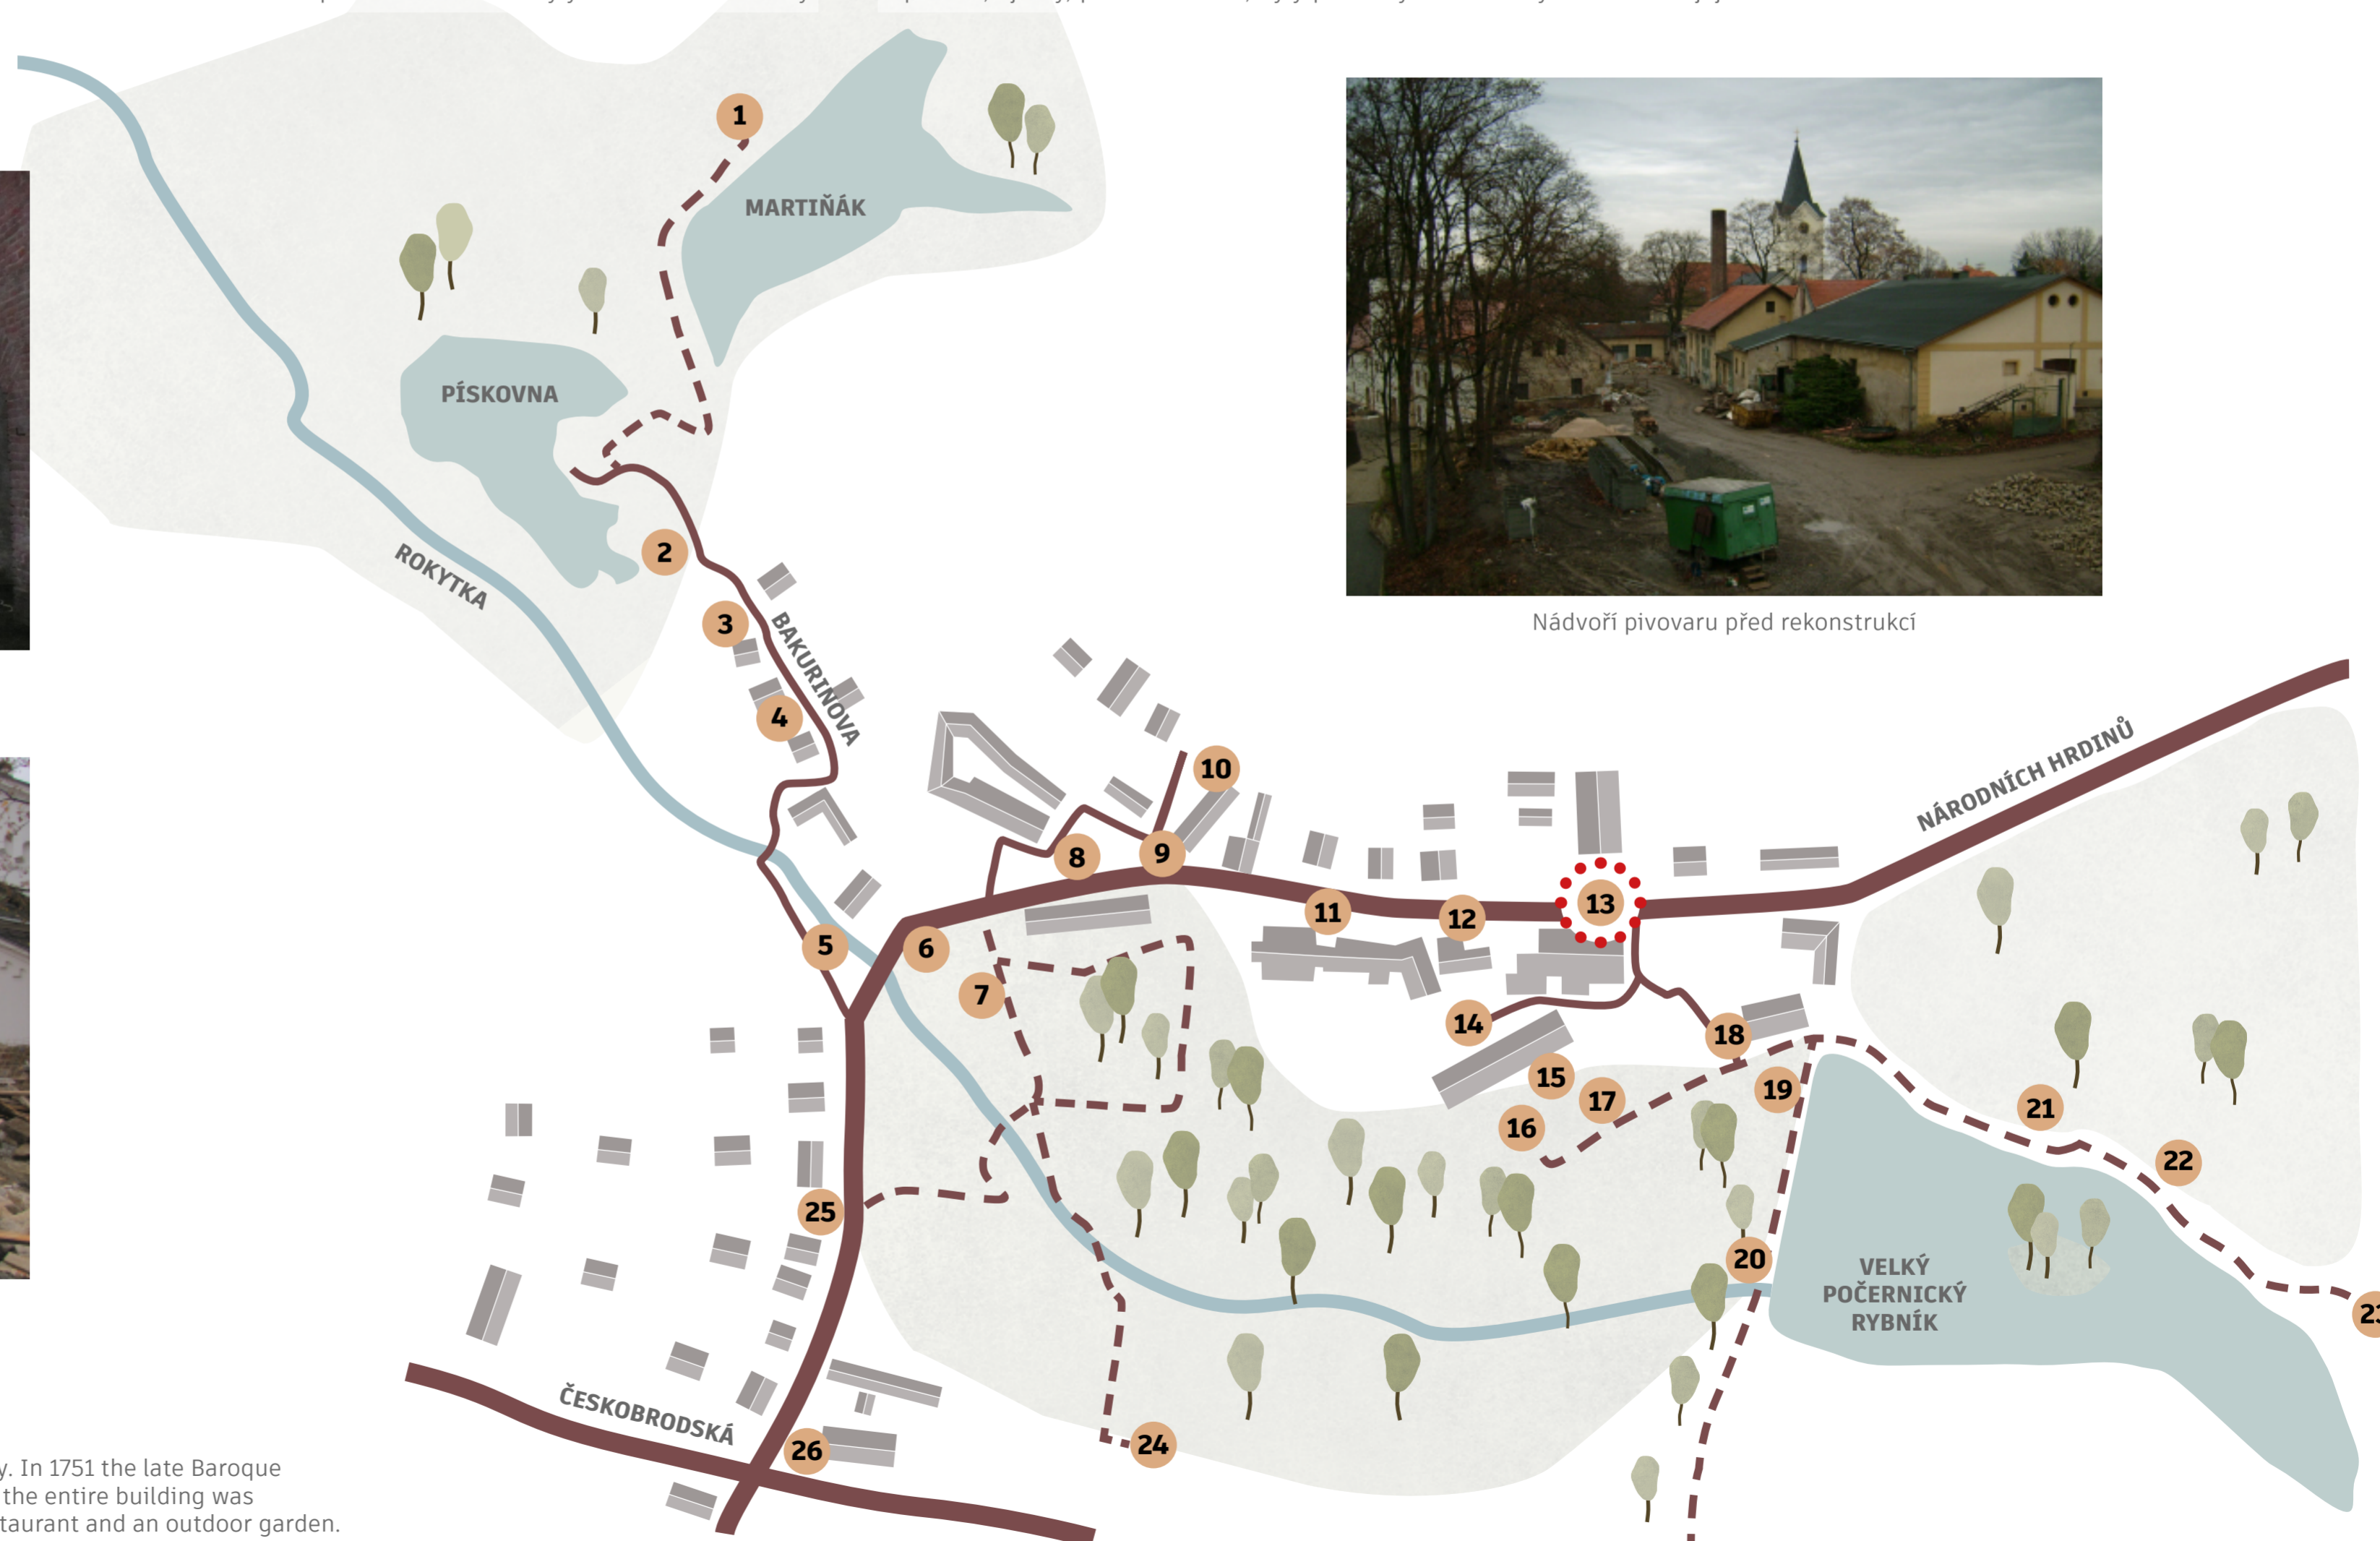 1
MARTIŇÁK
PÍSKOVNA
ROKYTKA
2
3
BAKURINOVA
4
Nádvoří pivovaru před rekonstrukcí
NÁRODNÍCH HRDINŮ
10
8
9
11
12
13
5
6
7
14
18
15
17
16
19
21
22
25
20
VELKÝ
POČERNICKÝ
RYBNÍK
23
ČESKOBRODSKÁ
26
24
y. In 1751 the late Baroque
the entire building was
taurant and an outdoor garden.